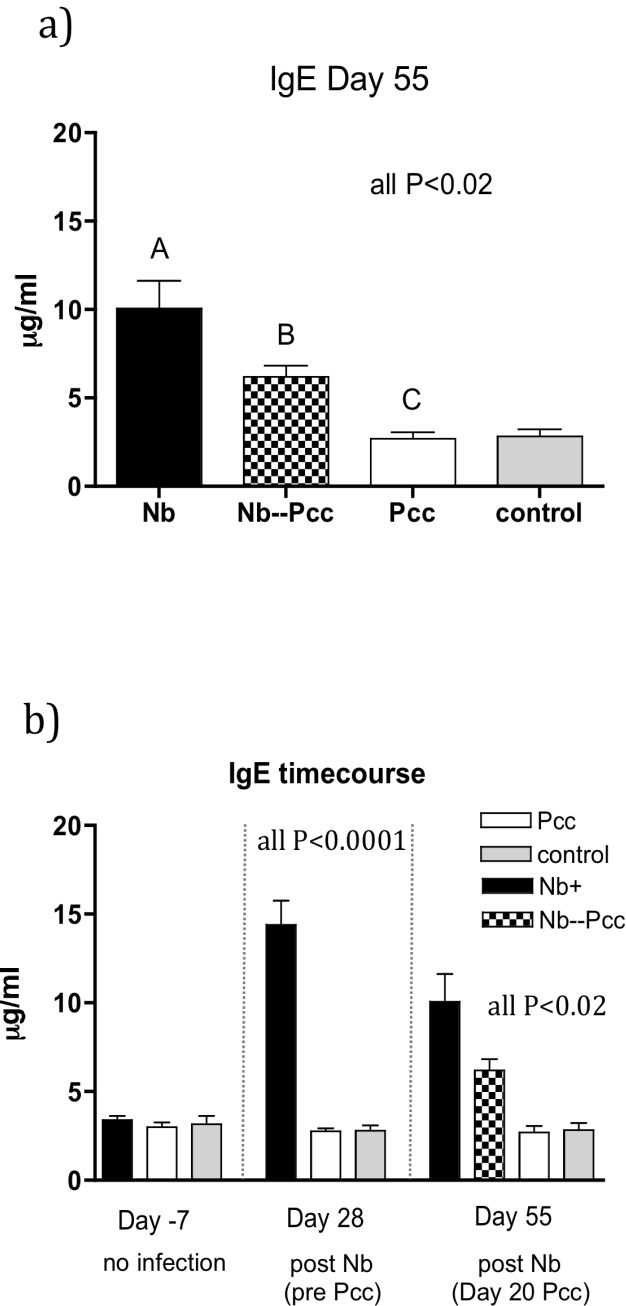 a)
IgE Day 55
20
15
10
5
0
µg/ml
all P<0.02
A
B
C
Nb
Nb--Pcc
Pcc
control
b)
IgE timecourse
20
15
10
5
0
µg/ml
all P<0.0001
Pcc
control
Nb+
Nb--Pcc
all P<0.02
Day -7
no infection
Day 28
post Nb
(pre Pcc)
Day 55
post Nb
(Day 20 Pcc)